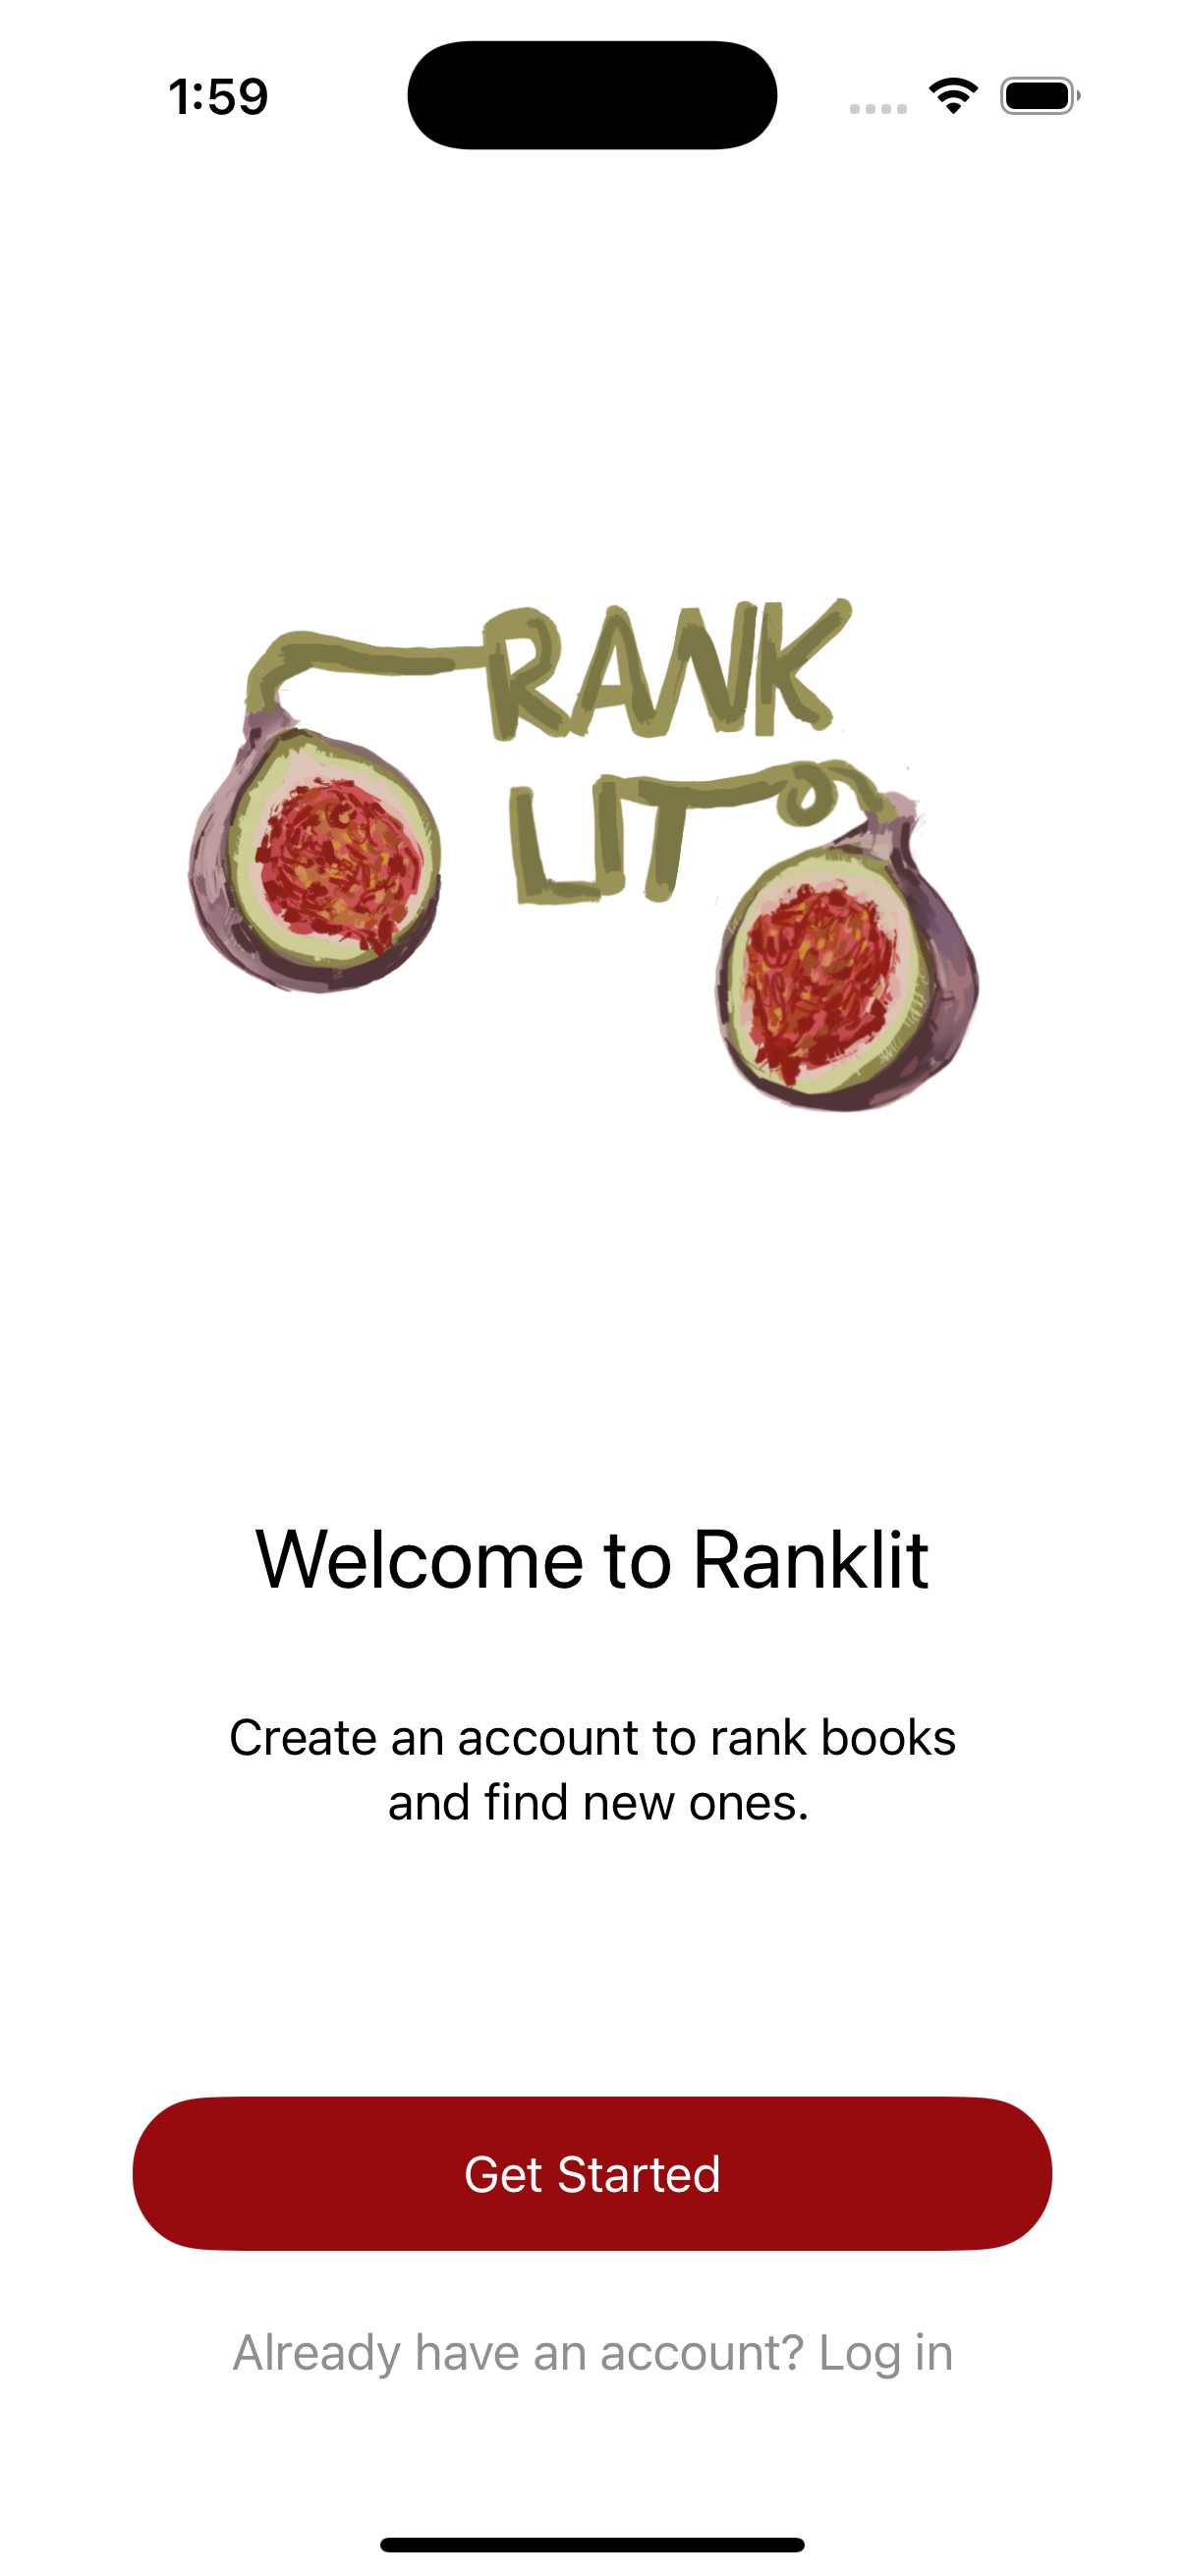 1:59
RANK
LIT
Welcome to Ranklit
Create an account to rank books
and find new ones.
Get Started
Already have an account? Log in